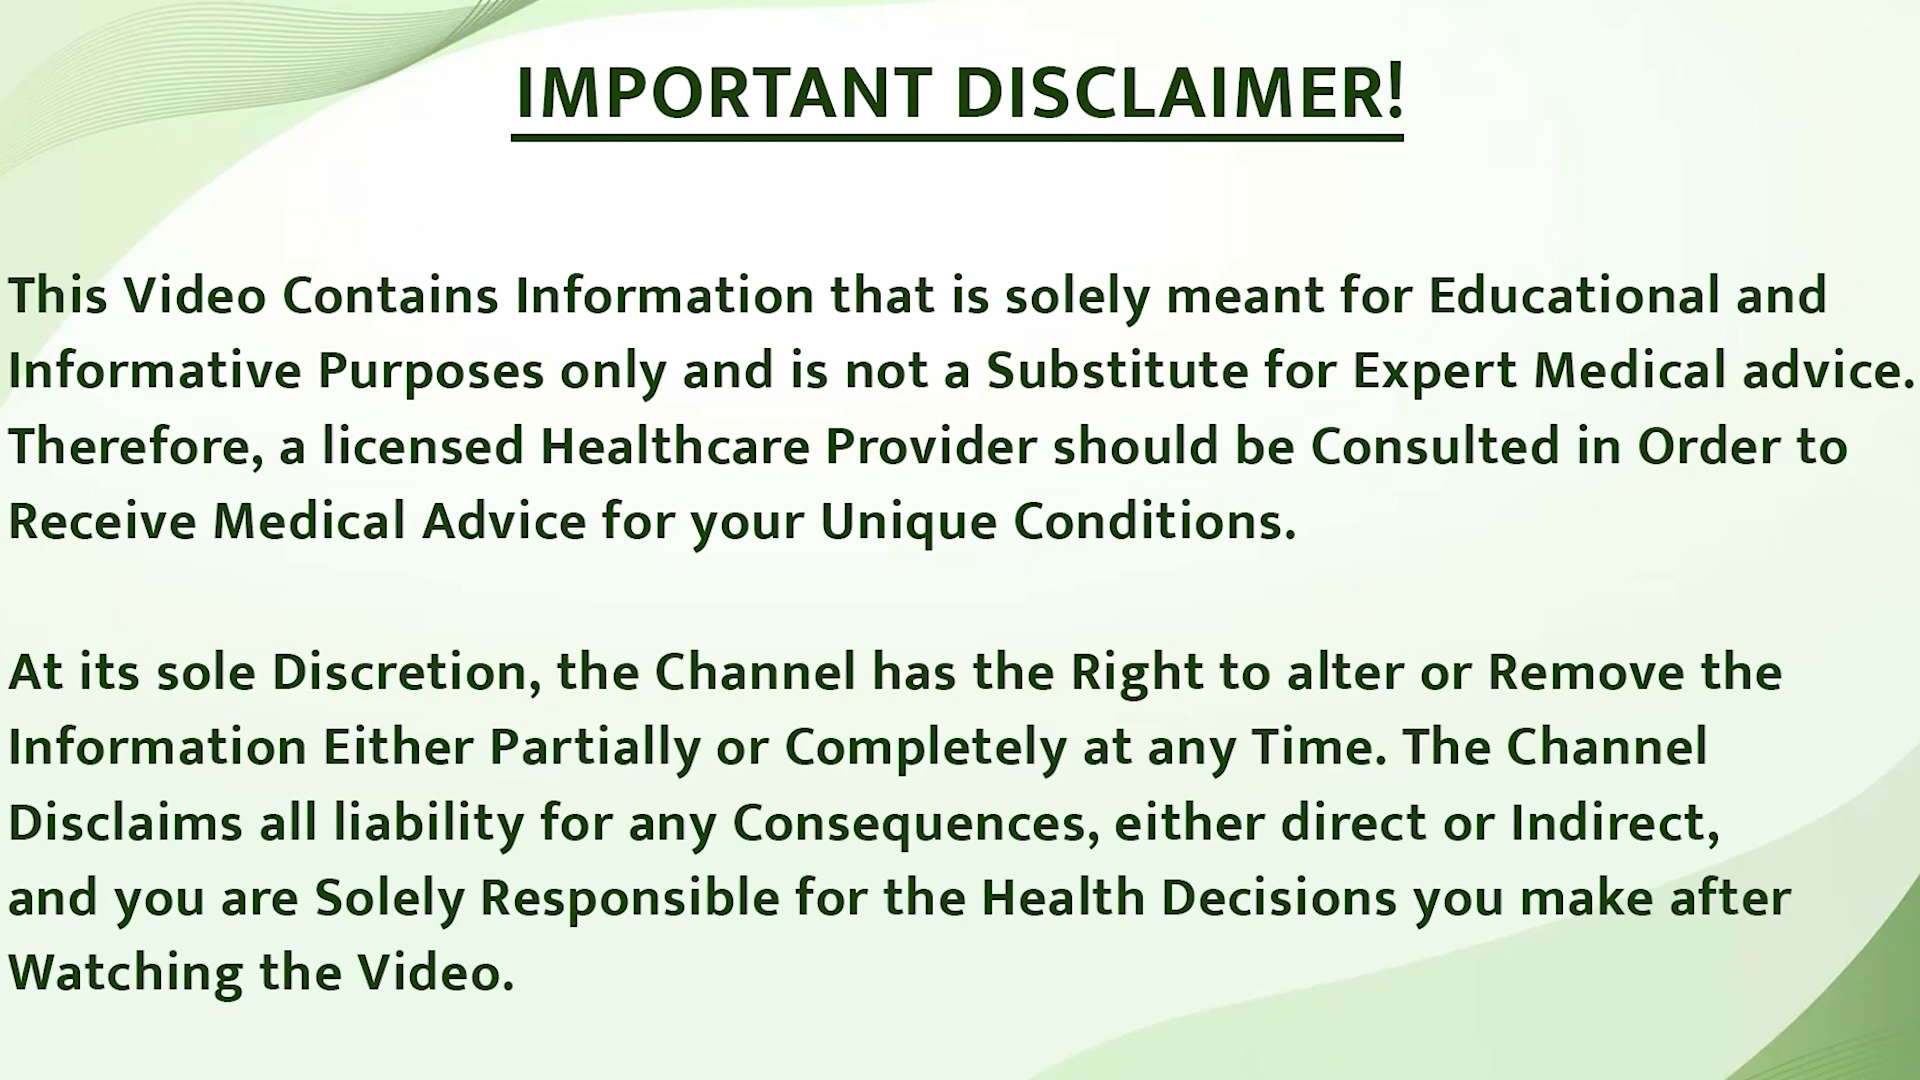 IMPORTANT DISCLAIMER!
This Video Contains Information that is solely meant for Educational and
Informative Purposes only and is not a Substitute for Expert Medical advice.
Therefore, a licensed Healthcare Provider should be Consulted in Order to
Receive Medical Advice for your Unique Conditions.
At its sole Discretion, the Channel has the Right to alter or Remove the
Information Either Partially or Completely at any Time. The Channel
Disclaims all liability for any Consequences, either direct or Indirect,
and you are Solely Responsible for the Health Decisions you make after
Watching the Video.